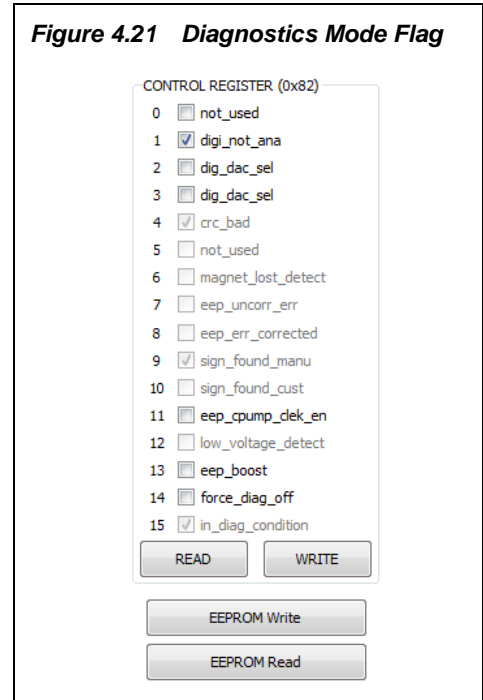 Figure 4.21 Diagnostics Mode Flag
CONTROL REGISTER (0x82)
0 not_used
1 digi_not_ana
2 dig_dac_sel
3 dig_dac_sel
4 crc_bad
5 not_used
6 magnet_lost_detect
7 eep_uncorr_err
8 eep_err_corrected
9 sign_found_manu
10 sign_found_cust
11 eep_cpump_clek_en
12 low_voltage_detect
13 eep_boost
14 force_diag_off
15 in_diag_condition
READ WRITE
EEPROM Write
EEPROM Read